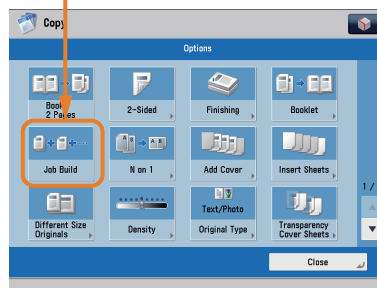 Copy
Options
Book
2 Pages
2-Sided
Finishing
Booklet
Job Build
A B
A B
N on 1
Add Cover
Insert Sheets
1/
Different Size
Originals
Density
Text/Photo
Original Type
Transparency
Cover Sheets
Close